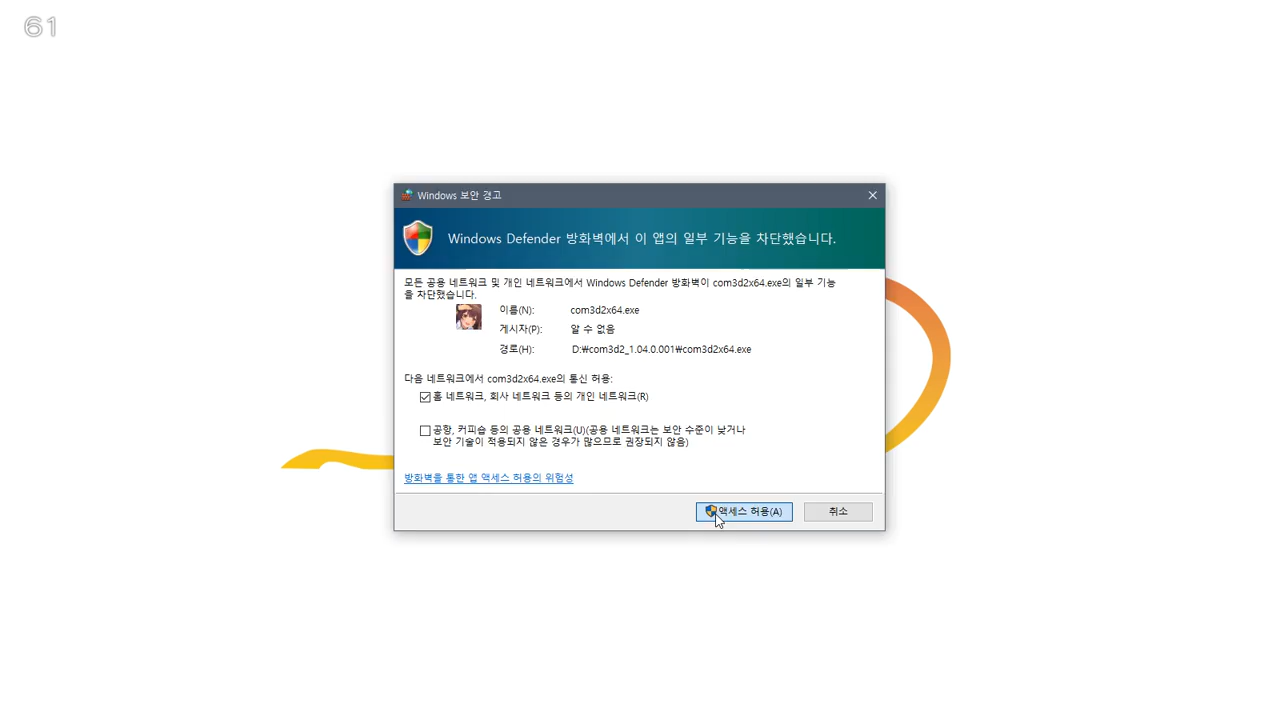 61
Windows 보안 경고
Windows Defender 방화벽에서 이 앱의 일부 기능을 차단했습니다.
모든 공용 네트워크 및 개인 네트워크에서 Windows Defender 방화벽이 com3d2x64.exe의 일부 기능
을 차단했습니다.
이름(N): com3d2x64.exe
게시자(P): 알 수 없음
경로(H): D:₩com3d2_1.04.0.001₩com3d2x64.exe
다음 네트워크에서 com3d2x64.exe의 통신 허용:
홈 네트워크, 회사 네트워크 등의 개인 네트워크(R)
공항, 커피숍 등의 공용 네트워크(U)(공용 네트워크는 보안 수준이 낮거나
보안 기술이 적용되지 않은 경우가 많으므로 권장되지 않음)
방화벽을 통한 앱 액세스 허용의 위험성
액세스 허용(A) 취소